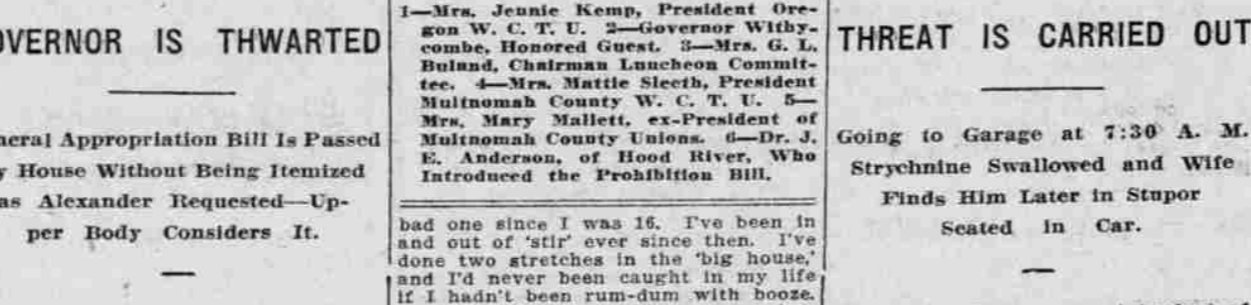 OVERNOR IS THWARTED
neral Appropriation Bill Is Passed
y House Without Being Itemized
as Alexander Requested—Up-
per Body Considers It.
1—Mrs. Jennie Kemp, President Ore-
gon W. C. T. U. 2—Governor Withy-
combe, Honored Guest. 3—Mrs. G. L.
Buland, Chairman Luncheon Commit-
tee. 4—Mrs. Mattie Sleeth, President
Multnomah County W. C. T. U. 5—
Mrs. Mary Mallett, ex-President of
Multnomah County Unions. 6—Dr. J.
E. Anderson, of Hood River, Who
Introduced the Prohibition Bill.
bad one since I was 16. I've been in
and out of 'stir' ever since then. I've
done two stretches in the 'big house,'
and I'd never been caught in my life
if I hadn't been rum-dum with booze.
THREAT IS CARRIED OUT
Going to Garage at 7:30 A. M.
Strychnine Swallowed and Wife
Finds Him Later in Stupor
Seated in Car.